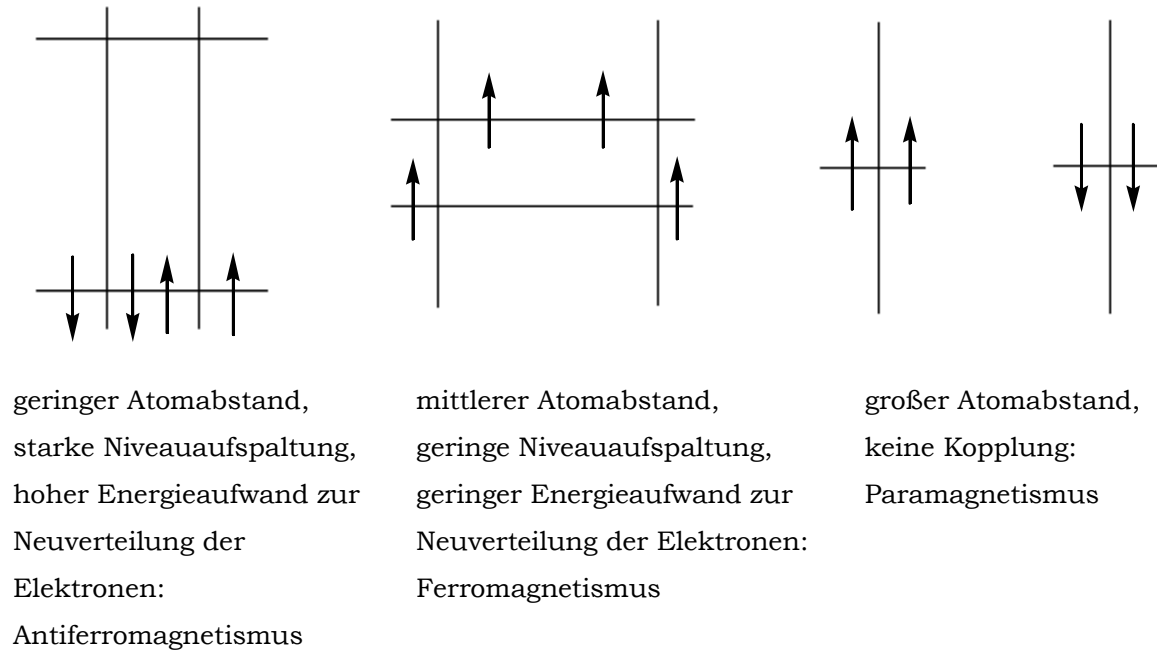 geringer Atomabstand,
starke Niveauaufspaltung,
hoher Energieaufwand zur
Neuverteilung der
Elektronen:
Antiferromagnetismus
mittlerer Atomabstand,
geringe Niveauaufspaltung,
geringer Energieaufwand zur
Neuverteilung der Elektronen:
Ferromagnetismus
großer Atomabstand,
keine Kopplung:
Paramagnetismus